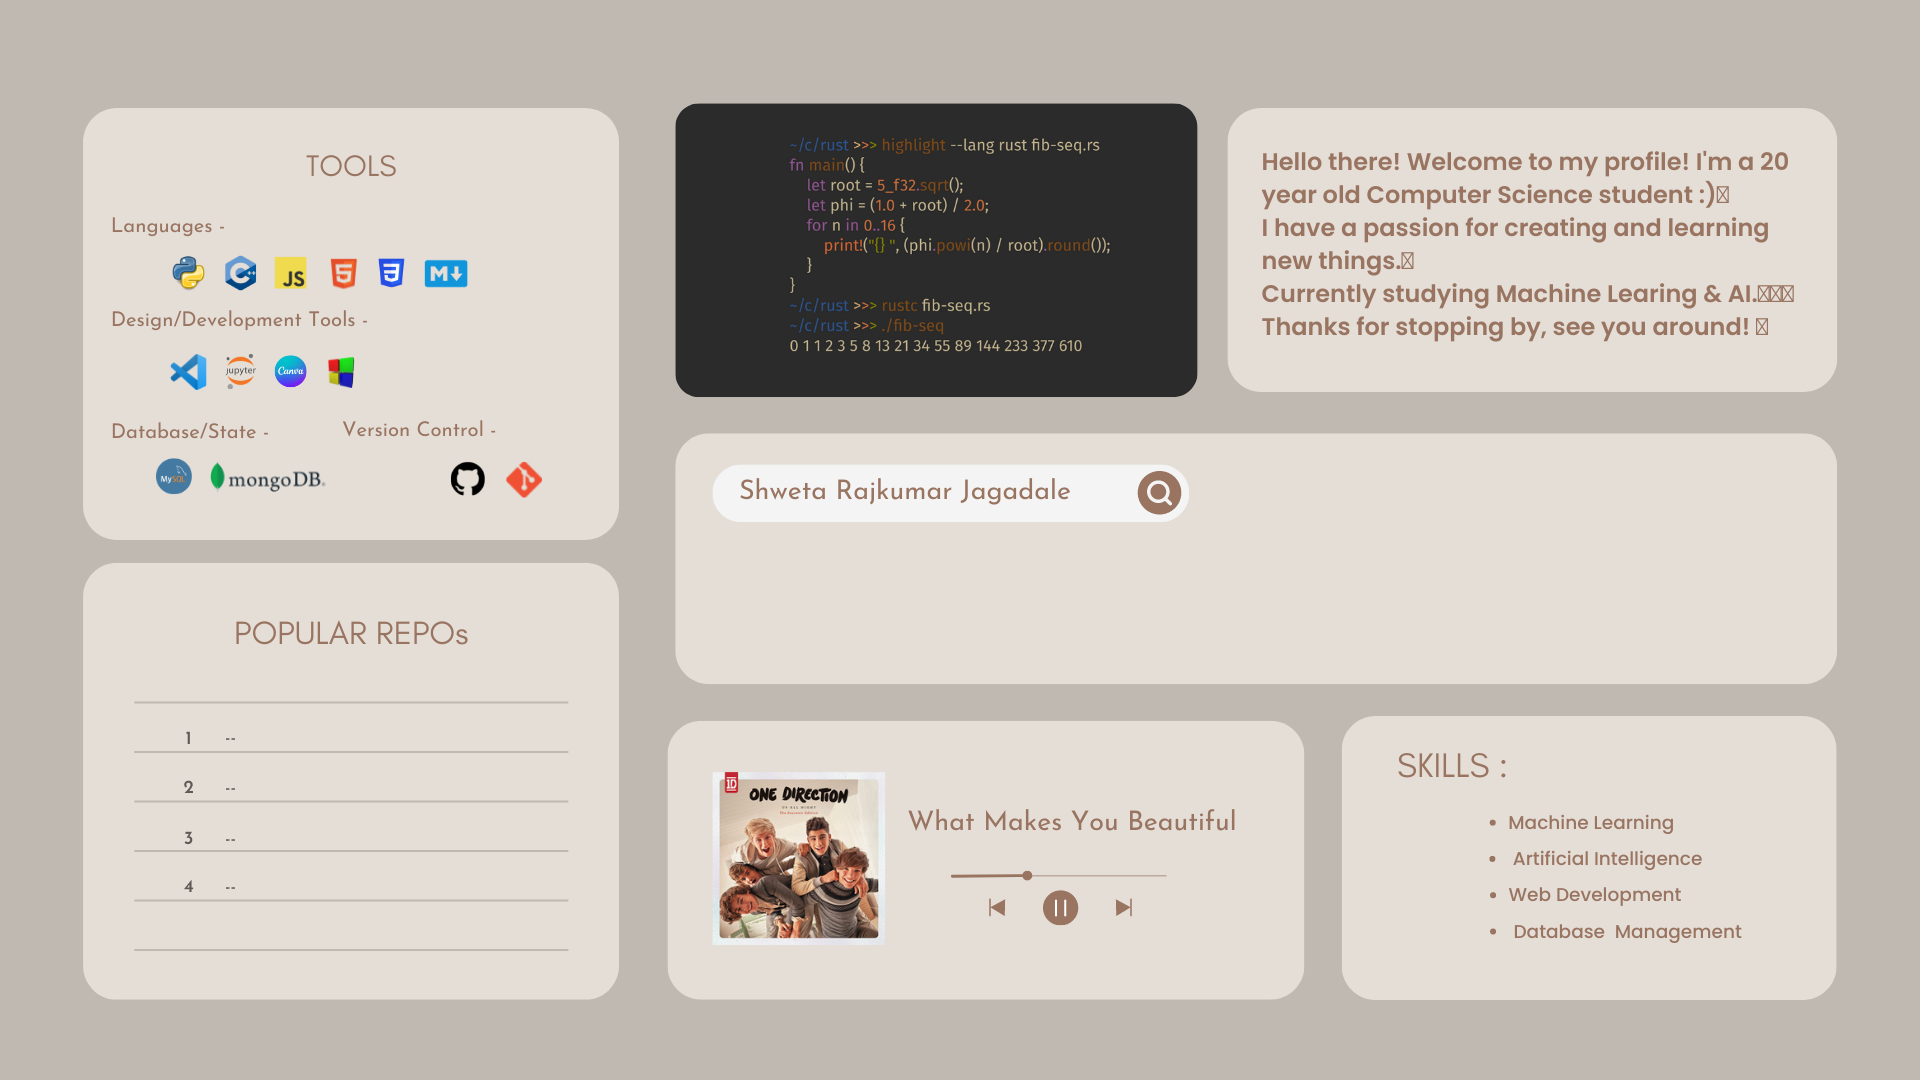 TOOLS
Languages -
JS
5
3
M
Design/Development Tools -
jupyter
Canva
Database/State -
Version Control -
MySQL
mongoDB.
POPULAR REPOs
1 --
2 --
3 --
4 --
~/c/rust >>> highlight --lang rust fib-seq.rs
fn main() {
let root = 5_f32.sqrt();
let phi = (1.0 + root) / 2.0;
for n in 0..16 {
print!("{} ", (phi.powi(n) / root).round());
}
}
~/c/rust >>> rustc fib-seq.rs
~/c/rust >>> ./fib-seq
0 1 1 2 3 5 8 13 21 34 55 89 144 233 377 610
Hello there! Welcome to my profile! I'm a 20
year old Computer Science student :)
I have a passion for creating and learning
new things.
Currently studying Machine Learing & AI.
Thanks for stopping by, see you around!
Shweta Rajkumar Jagadale
1D
ONE DIRECTION
UP ALL NIGHT
What Makes You Beautiful
SKILLS :
• Machine Learning
• Artificial Intelligence
• Web Development
• Database Management